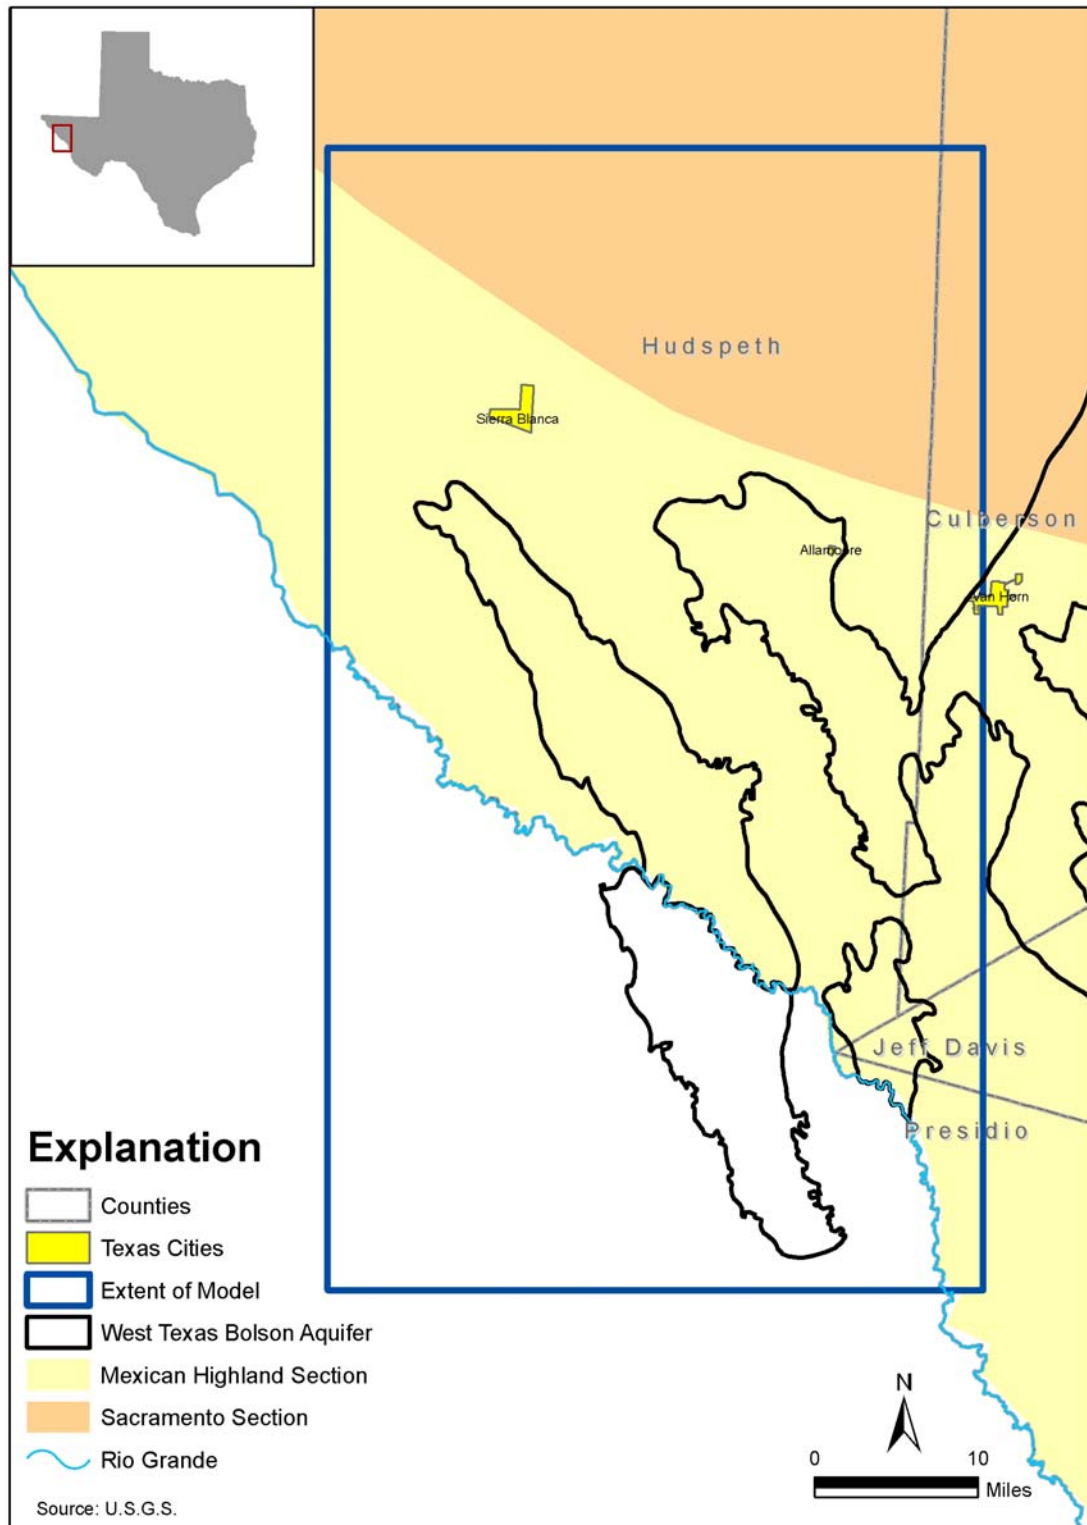 Hudspeth
Sierra Blanca
Culberson
Allamoore
Van Horn
Jeff Davis
Presidio
Explanation
Counties
Texas Cities
Extent of Model
West Texas Bolson Aquifer
Mexican Highland Section
Sacramento Section
Rio Grande
Source: U.S.G.S.
N
0 10
Miles